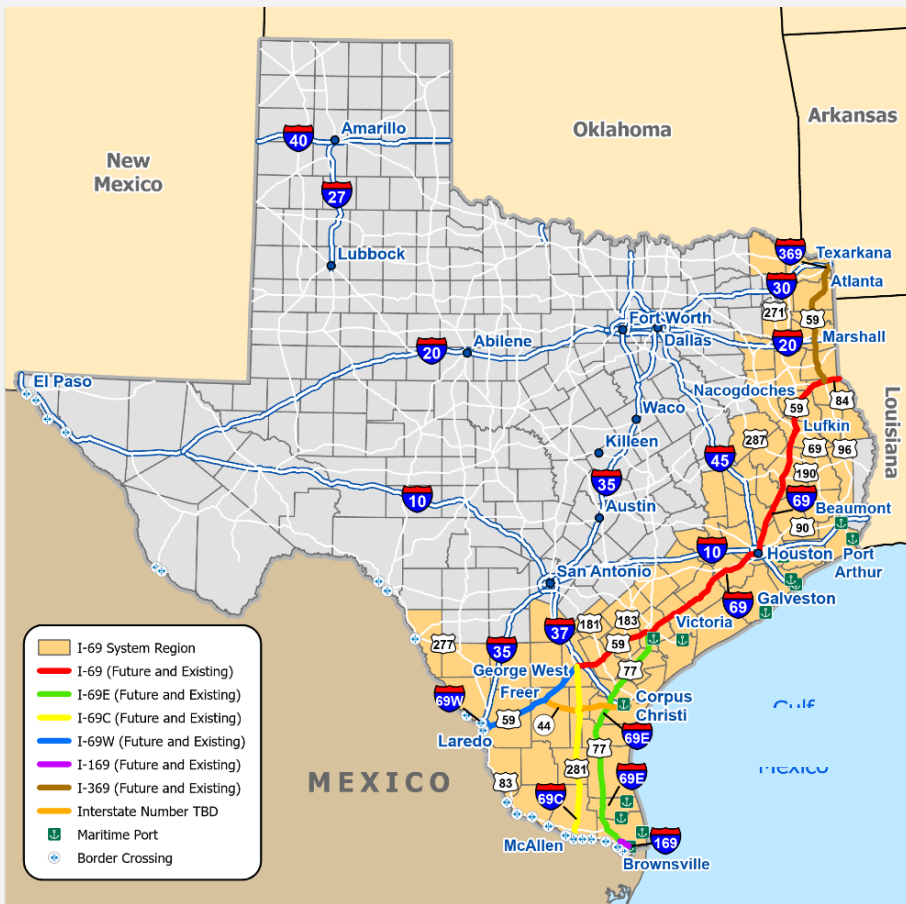 Arkansas
Oklahoma
New
Mexico
40
Amarillo
27
Lubbock
369
Texarkana
Atlanta
30
271
59
Fort Worth
Dallas
20
Marshall
20
Abilene
El Paso
Nacogdoches
59
84
Louisiana
Waco
Lufkin
287
69
96
Killeen
45
190
35
69
10
Beaumont
Austin
90
10
Houston
Port
Arthur
San Antonio
69
Galveston
37
181
183
Victoria
277
35
59
77
George West
Freer
69W
59
44
Corpus
Christi
Laredo
69E
77
Gulf
Mexico
281
69E
83
69C
MEXICO
McAllen
169
Brownsville
I-69 System Region
I-69 (Future and Existing)
I-69E (Future and Existing)
I-69C (Future and Existing)
I-69W (Future and Existing)
I-169 (Future and Existing)
I-369 (Future and Existing)
Interstate Number TBD
Maritime Port
Border Crossing